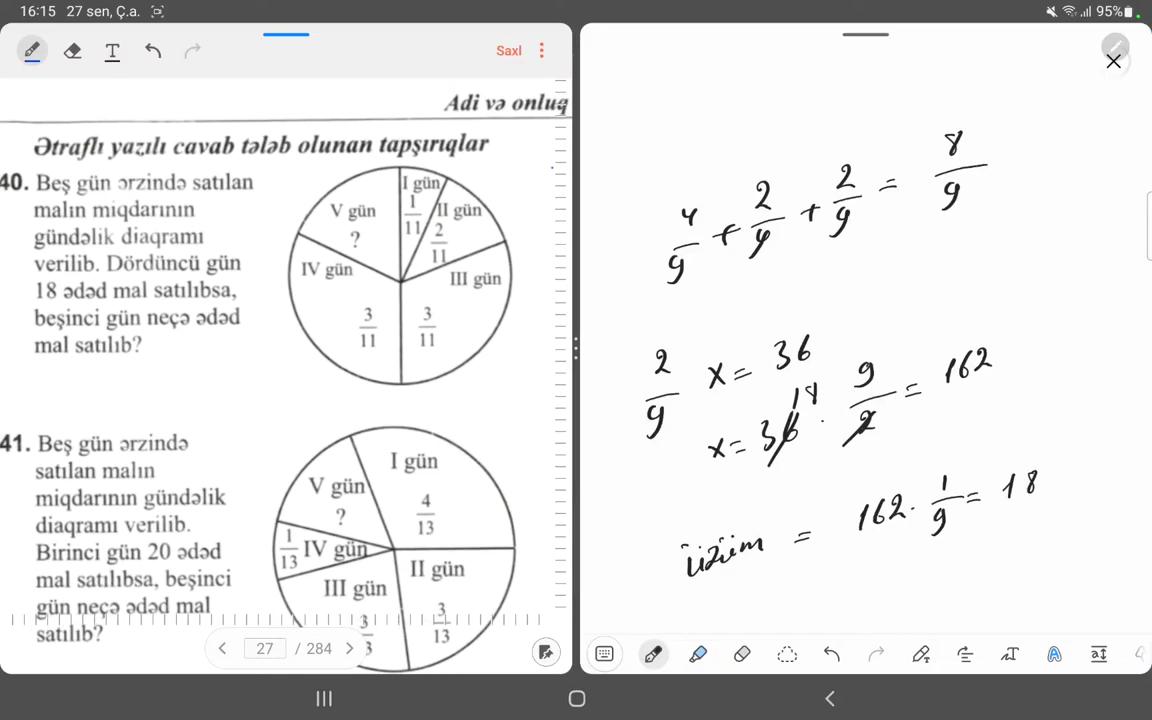 16:15 27 sen, Ç.a. 95%
T Saxl
Adi və onluq
Ətraflı yazılı cavab tələb olunan tapşırıqlar
40. Beş gün ərzində satılan
malın miqdarının
gündəlik diaqramı
verilib. Dördüncü gün
18 ədəd mal satılıbsa,
beşinci gün neçə ədəd
mal satılıb?
I gün
1/11
II gün
2/11
III gün
3/11
IV gün
3/11
V gün
?
41. Beş gün ərzində
satılan malın
miqdarının gündəlik
diaqramı verilib.
Birinci gün 20 ədəd
mal satılıbsa, beşinci
gün neçə ədəd mal
satılıb?
I gün
4/13
II gün
3/13
III gün
3/3
1/13 IV gün
V gün
?
27 / 284
4/9 + 2/9 + 2/9 = 8/9
2/9 x = 36
18
x = 36 · 9/2 = 162
üzüm = 162 · 1/9 = 18